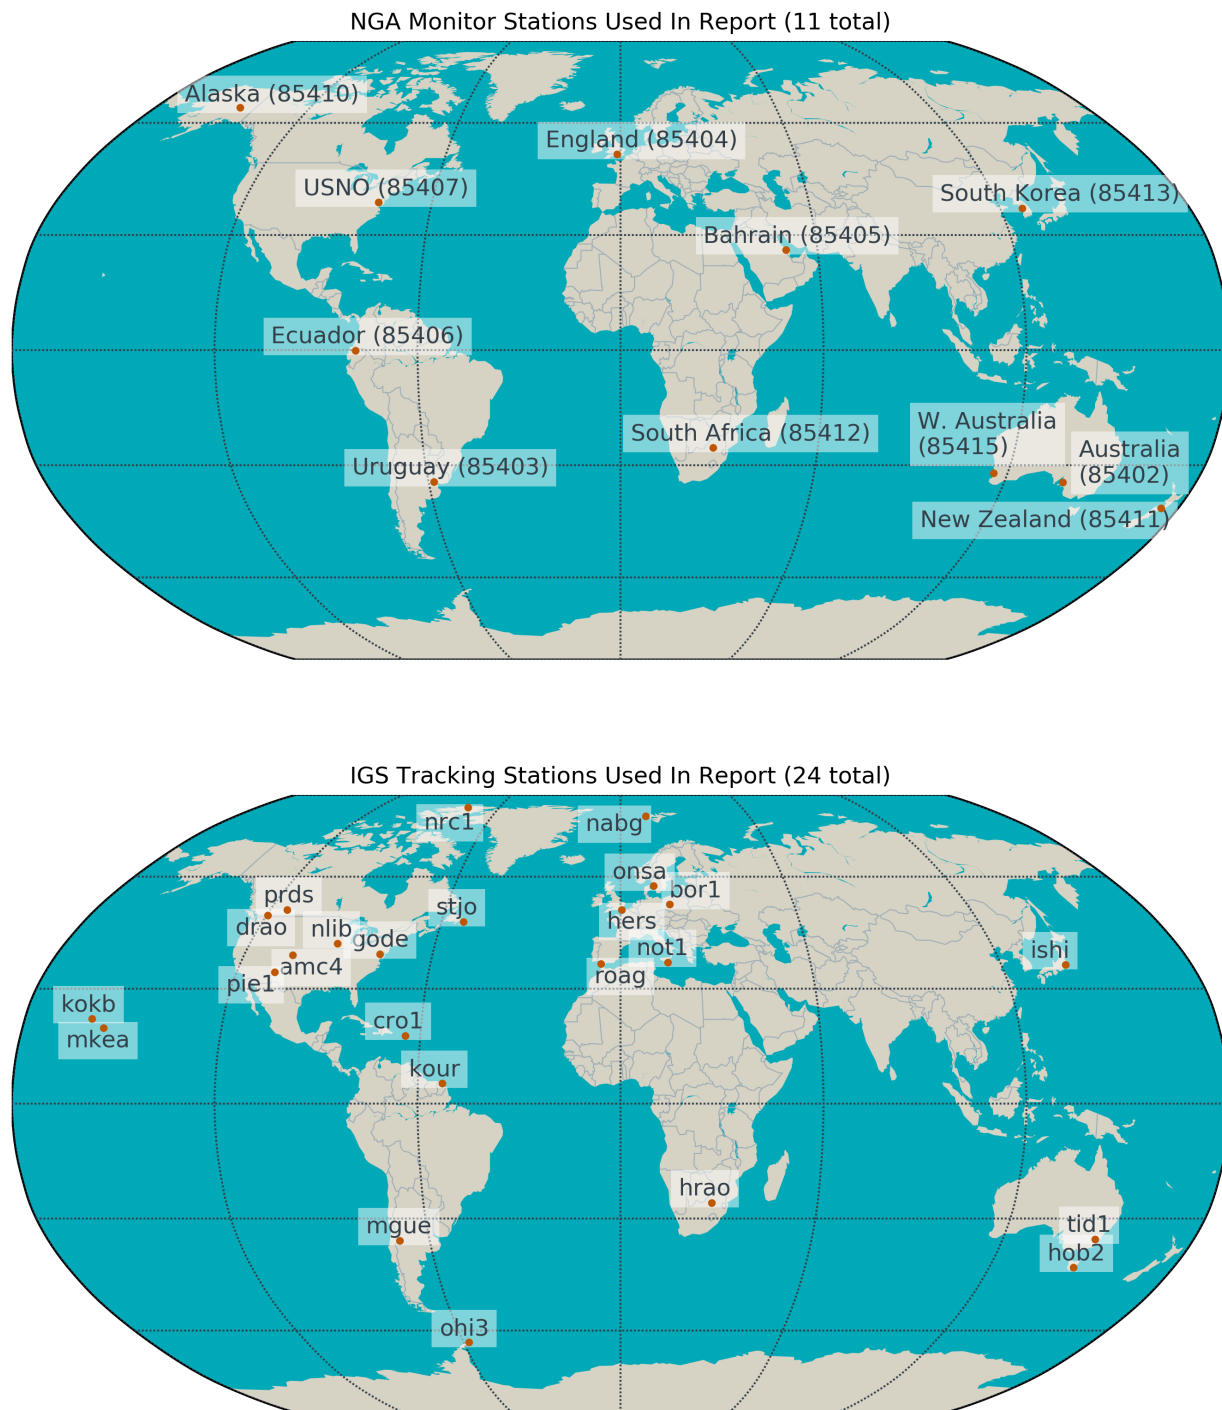 NGA Monitor Stations Used In Report (11 total)
Alaska (85410)
England (85404)
USNO (85407)
South Korea (85413)
Bahrain (85405)
Ecuador (85406)
W. Australia
(85415)
South Africa (85412)
Australia
(85402)
Uruguay (85403)
New Zealand (85411)
IGS Tracking Stations Used In Report (24 total)
nrc1
nabg
onsa
bor1
prds
stjo
hers
drao
nlib
gode
not1
ishi
amc4
roag
pie1
kokb
cro1
mkea
kour
hrao
mgue
tid1
hob2
ohi3